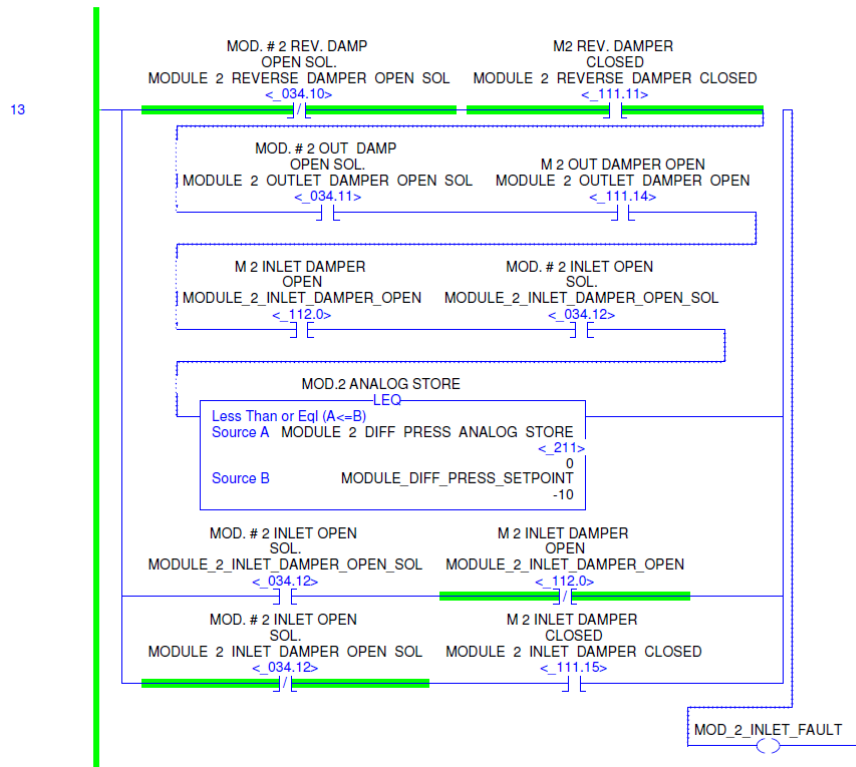 MOD. # 2 REV. DAMP
OPEN SOL.
MODULE 2 REVERSE DAMPER OPEN SOL
<_034.10>
M2 REV. DAMPER
CLOSED
MODULE 2 REVERSE DAMPER CLOSED
<_111.11>
13
MOD. # 2 OUT DAMP
OPEN SOL.
MODULE 2 OUTLET DAMPER OPEN SOL
<_034.11>
M 2 OUT DAMPER OPEN
MODULE 2 OUTLET DAMPER OPEN
<_111.14>
M 2 INLET DAMPER
OPEN
MODULE_2_INLET_DAMPER_OPEN
<_112.0>
MOD. # 2 INLET OPEN
SOL.
MODULE_2_INLET_DAMPER_OPEN_SOL
<_034.12>
MOD.2 ANALOG STORE
LEQ
Less Than or Eql (A<=B)
Source A MODULE 2 DIFF PRESS ANALOG STORE
<_211>
0
Source B MODULE_DIFF_PRESS_SETPOINT
-10
MOD. # 2 INLET OPEN
SOL.
MODULE_2_INLET_DAMPER_OPEN_SOL
<_034.12>
M 2 INLET DAMPER
OPEN
MODULE_2_INLET_DAMPER_OPEN
<_112.0>
MOD. # 2 INLET OPEN
SOL.
MODULE 2 INLET DAMPER OPEN SOL
<_034.12>
M 2 INLET DAMPER
CLOSED
MODULE 2 INLET DAMPER CLOSED
<_111.15>
MOD_2_INLET_FAULT